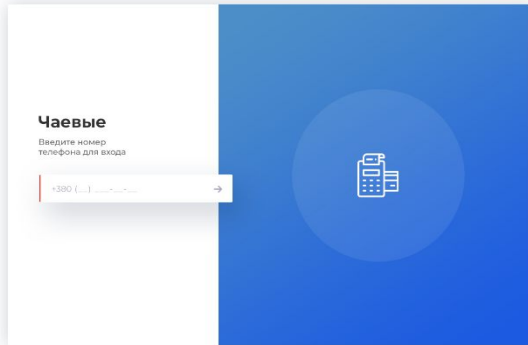 Чаевые
Введите номер
телефона для входа
+380 (__) ___-__-__